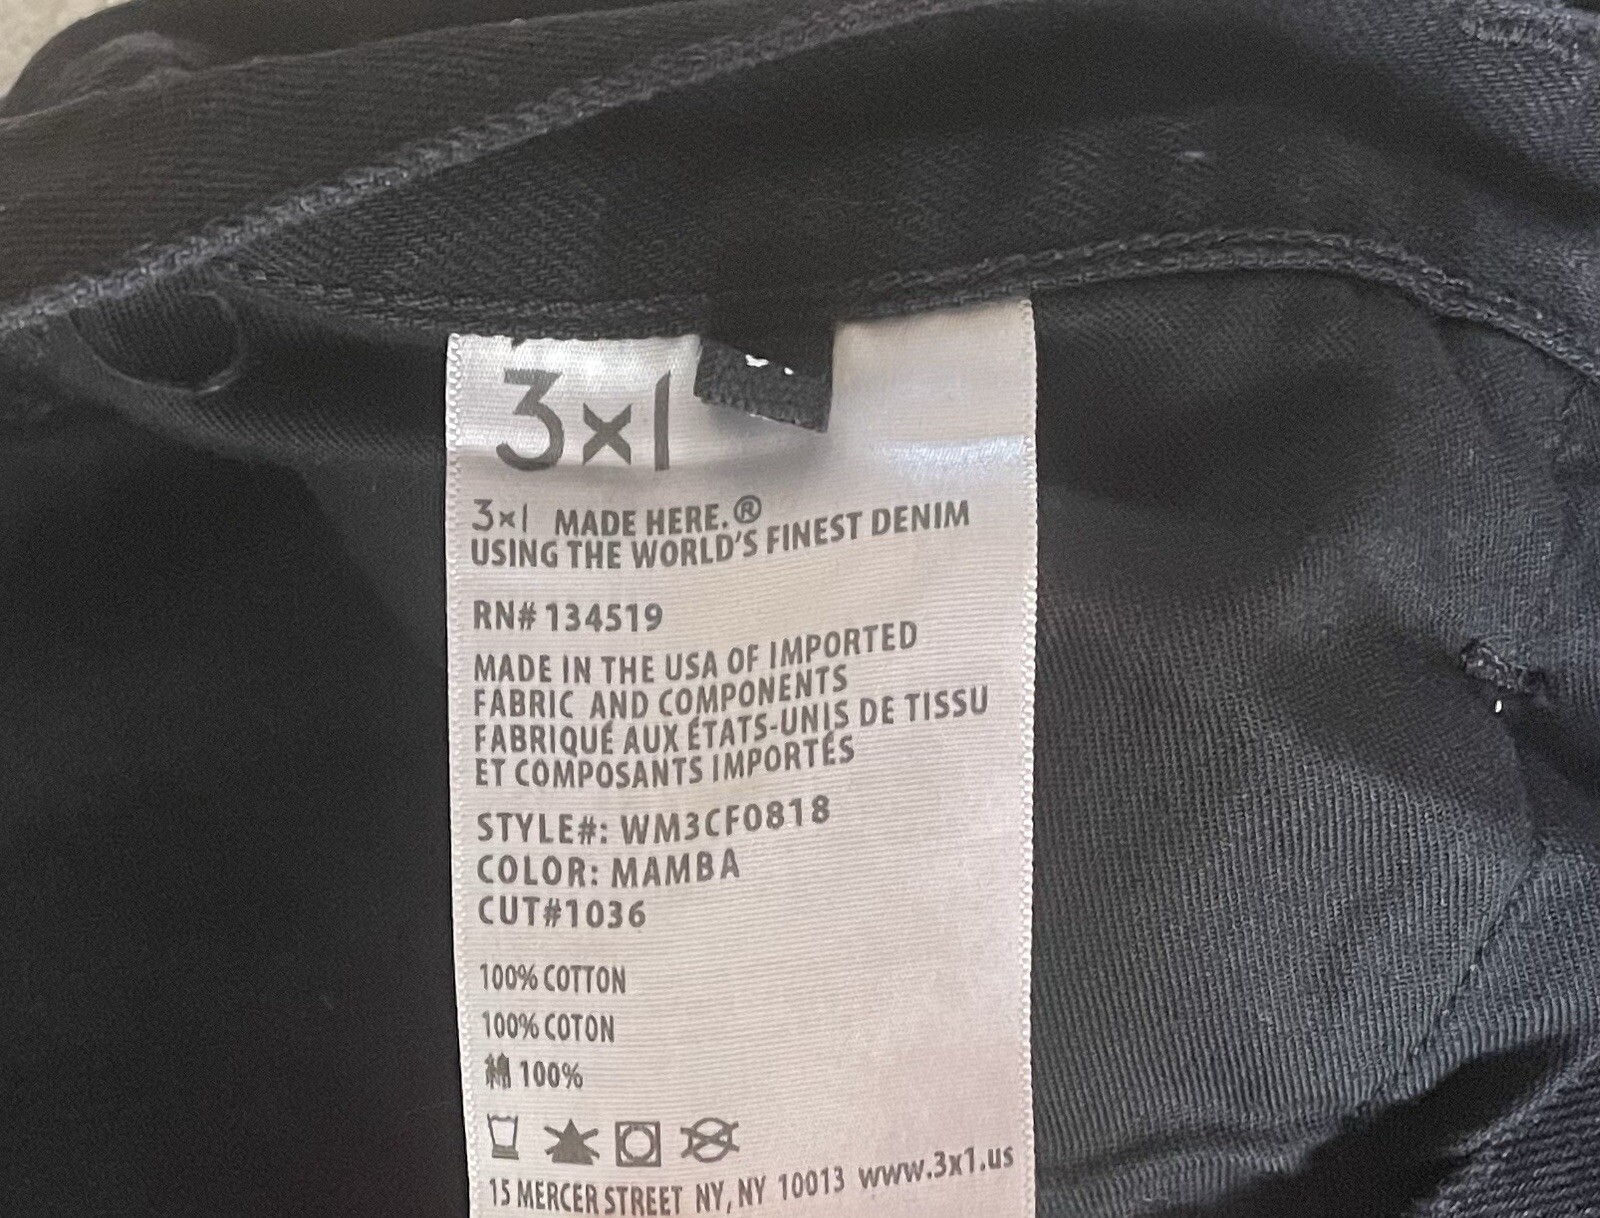 3x1
3x1 MADE HERE.®
USING THE WORLD'S FINEST DENIM
RN# 134519
MADE IN THE USA OF IMPORTED
FABRIC AND COMPONENTS
FABRIQUÉ AUX ÉTATS-UNIS DE TISSU
ET COMPOSANTS IMPORTÉS
STYLE#: WM3CF0818
COLOR: MAMBA
CUT#1036
100% COTTON
100% COTON
綿 100%
15 MERCER STREET NY, NY 10013 www.3x1.us